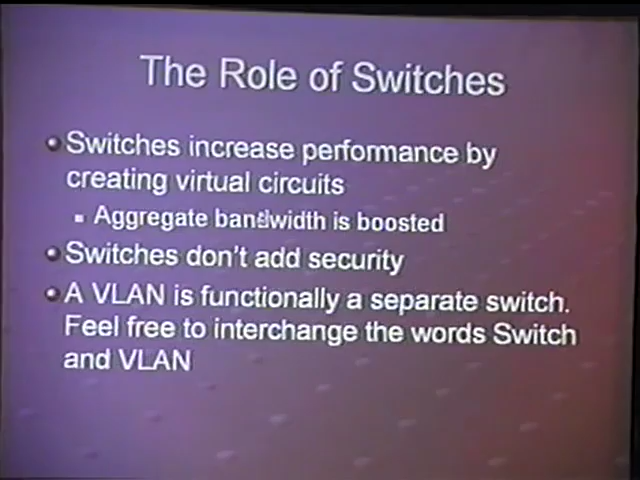 The Role of Switches
Switches increase performance by
creating virtual circuits
Aggregate bandwidth is boosted
Switches don't add security
A VLAN is functionally a separate switch.
Feel free to interchange the words Switch
and VLAN